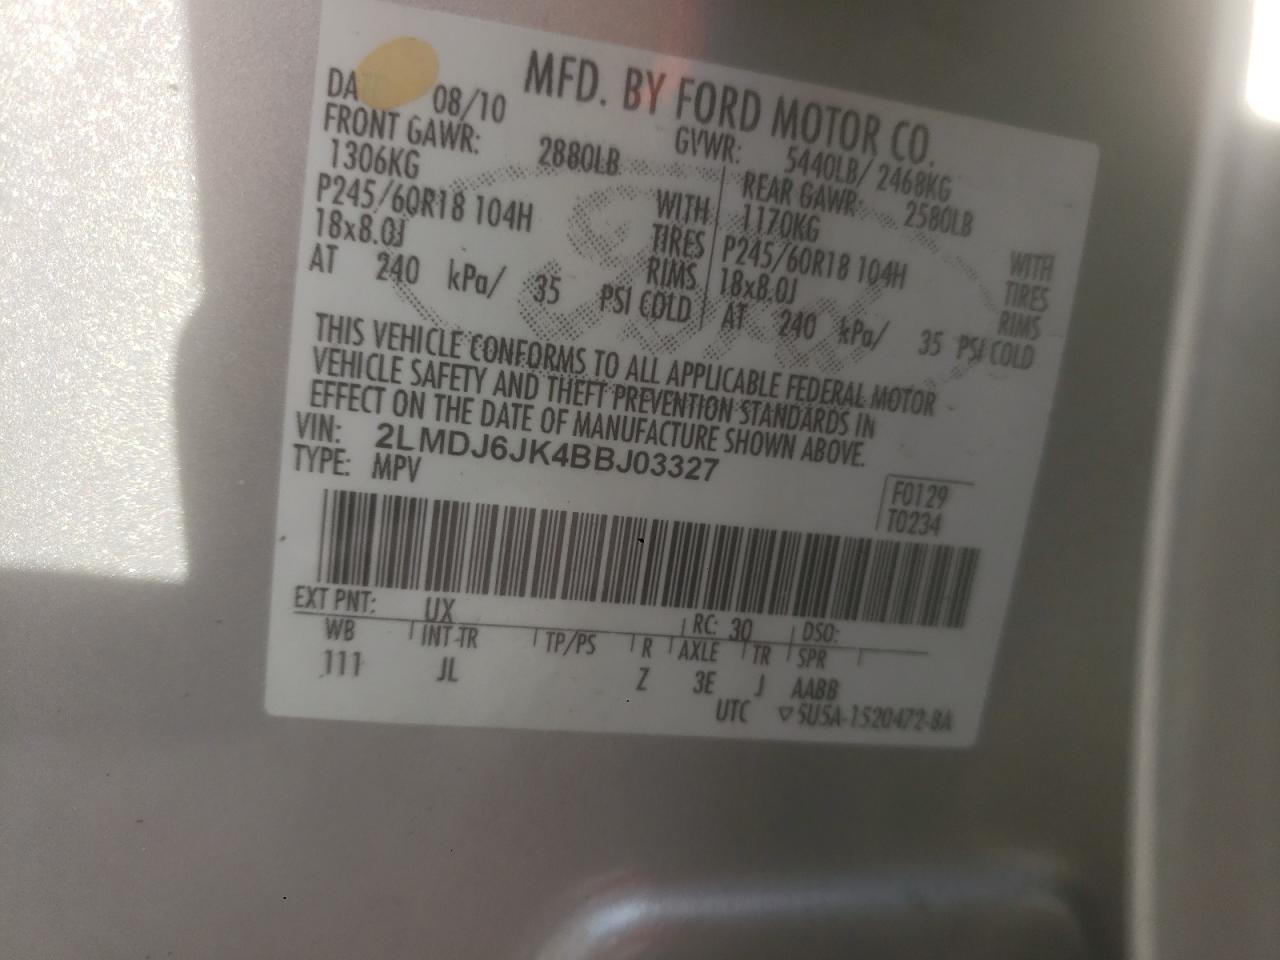 MFD. BY FORD MOTOR CO.
DA 08/10 GVWR: 5440LB/ 2468KG
FRONT GAWR: 2880LB REAR GAWR: 2580LB
1306KG WITH 1170KG WITH
P245/60R18 104H TIRES P245/60R18 104H TIRES
18x8.0J RIMS 18x8.0J RIMS
AT 240 kPa/ 35 PSI COLD AT 240 kPa/ 35 PSI COLD
THIS VEHICLE CONFORMS TO ALL APPLICABLE FEDERAL MOTOR
VEHICLE SAFETY AND THEFT PREVENTION STANDARDS IN
EFFECT ON THE DATE OF MANUFACTURE SHOWN ABOVE.
VIN: 2LMDJ6JK4BBJ03327
TYPE: MPV
F0129
T0234
EXT PNT: UX RC: 30 DSO:
WB INT-TR TP/PS R AXLE TR SPR
111 JL Z 3E J AABB
UTC ▽5U5A-1520472-BA